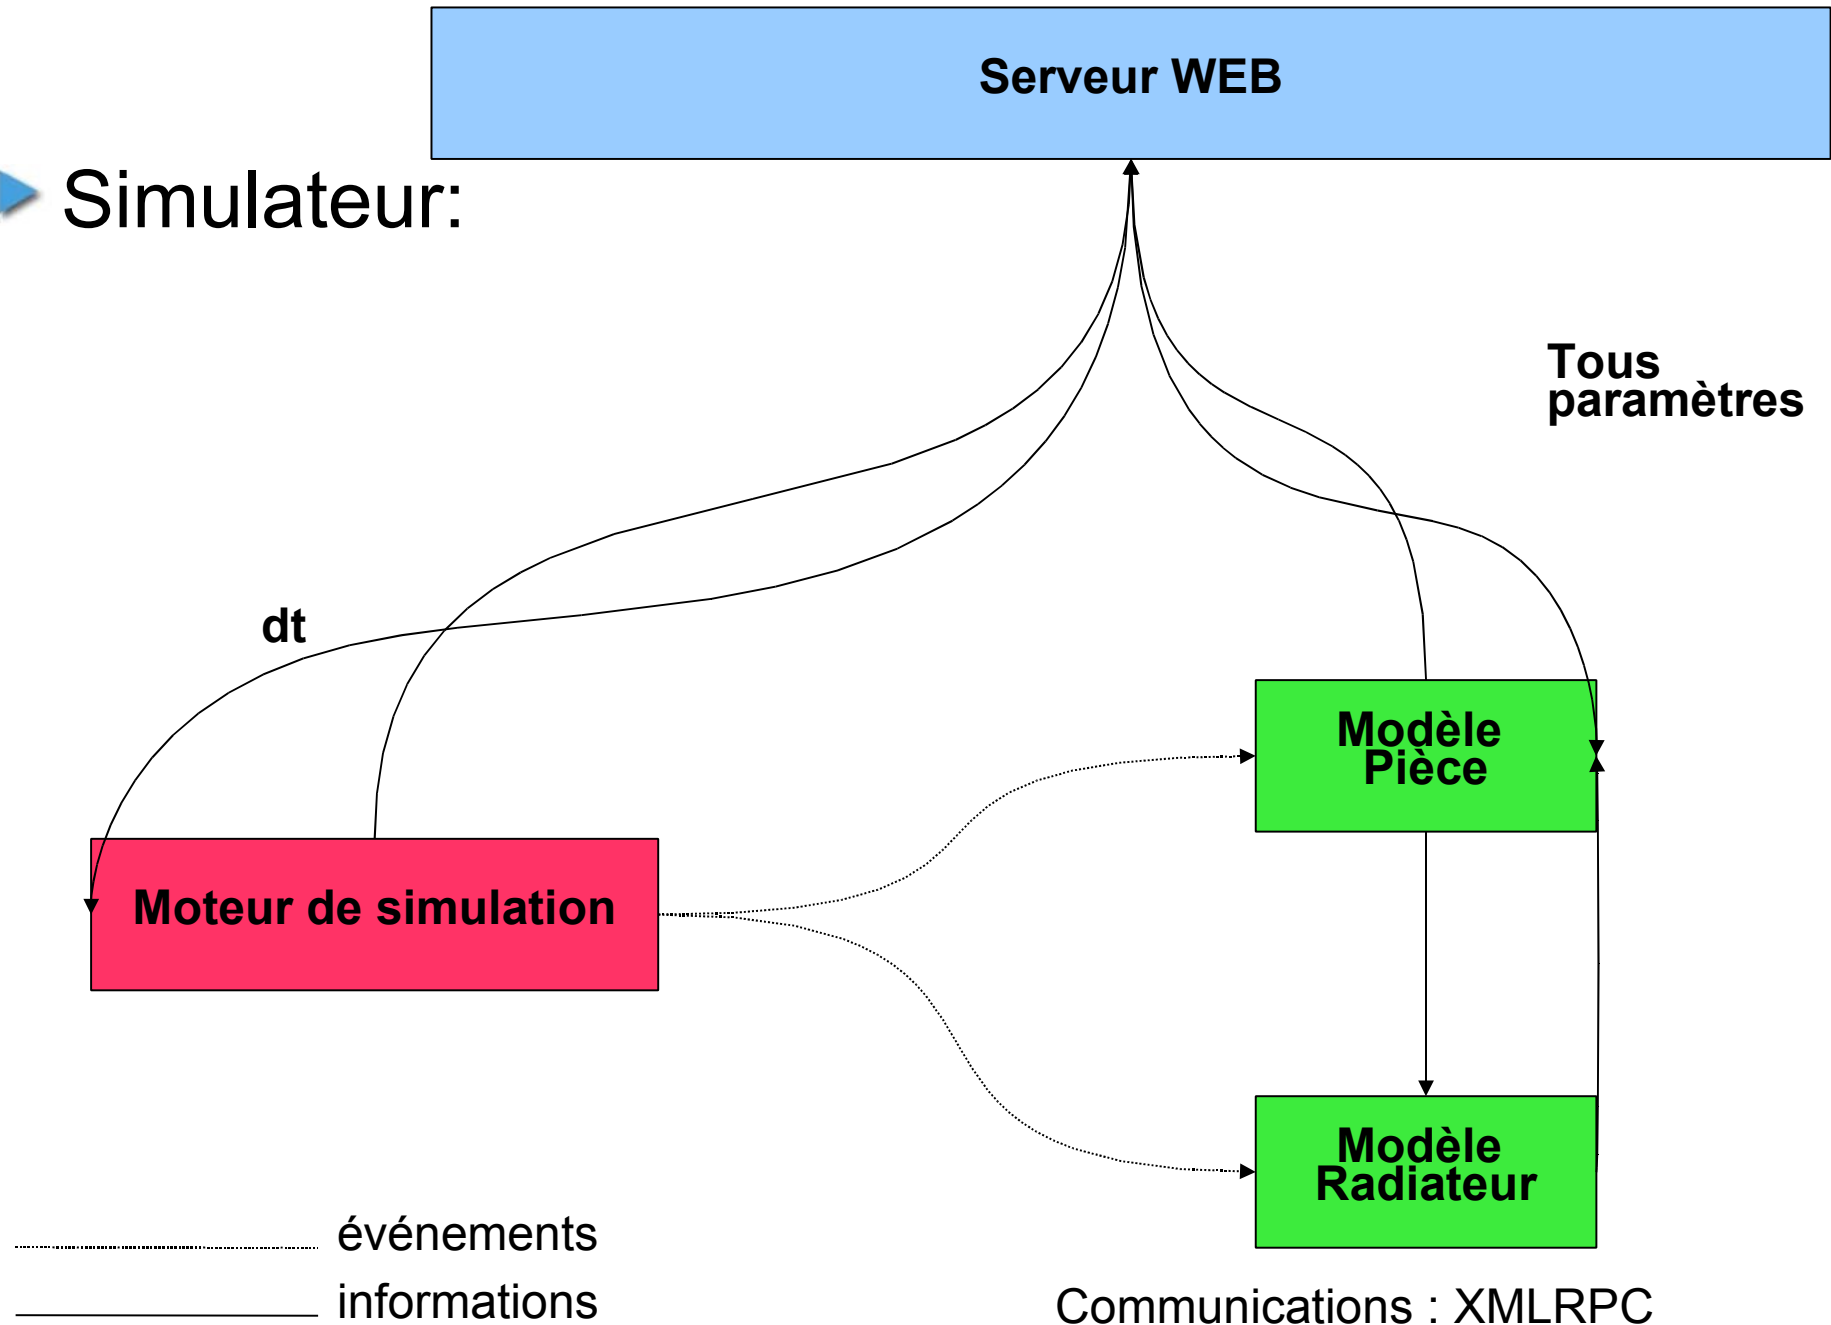 Serveur WEB
Simulateur:
Tous
paramètres
dt
Modèle
Pièce
Moteur de simulation
Modèle
Radiateur
événements
informations
Communications : XMLRPC